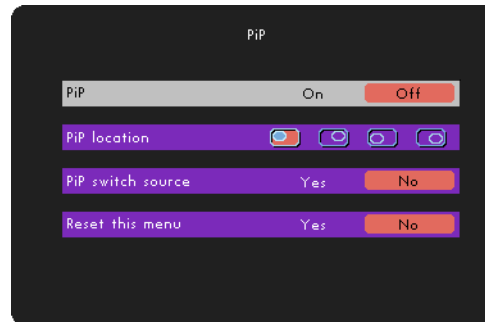 PiP
PiP On Off
PiP location
PiP switch source Yes No
Reset this menu Yes No